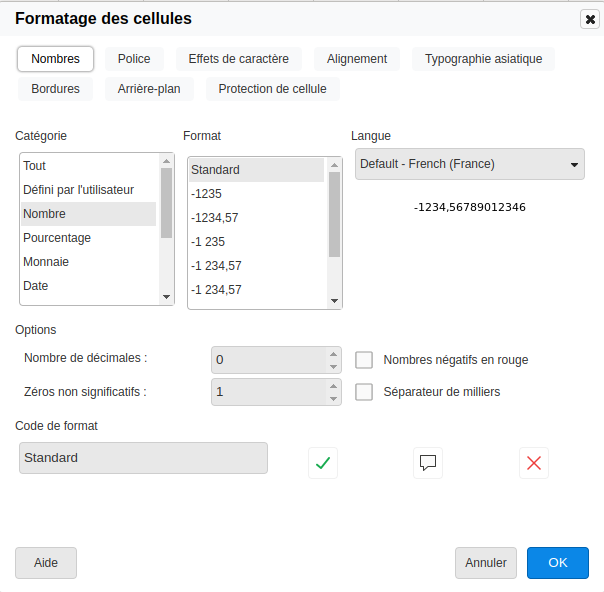 Formatage des cellules
Nombres Police Effets de caractère Alignement Typographie asiatique
Bordures Arrière-plan Protection de cellule
Catégorie Format Langue
Tout
Défini par l'utilisateur
Nombre
Pourcentage
Monnaie
Date
Standard
-1235
-1234,57
-1 235
-1 234,57
-1 234,57
Default - French (France)
-1234,56789012346
Options
Nombre de décimales : 0 Nombres négatifs en rouge
Zéros non significatifs : 1 Séparateur de milliers
Code de format
Standard
Aide Annuler OK